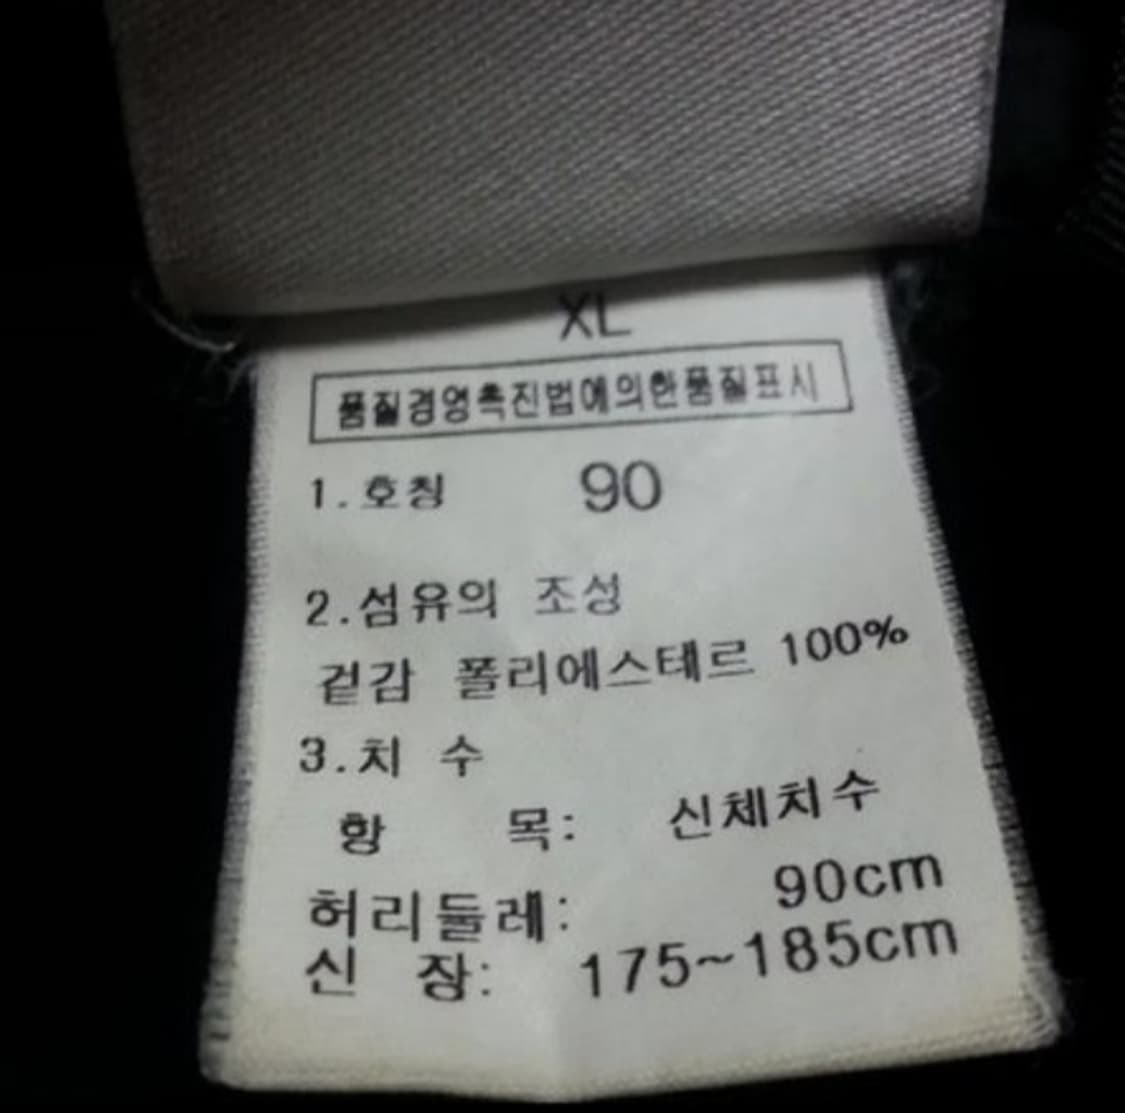 XL
품질경영촉진법에의한품질표시
1.호칭 90
2.섬유의 조성
겉감 폴리에스테르 100%
3.치 수
항 목: 신체치수
허리둘레: 90cm
신 장: 175~185cm